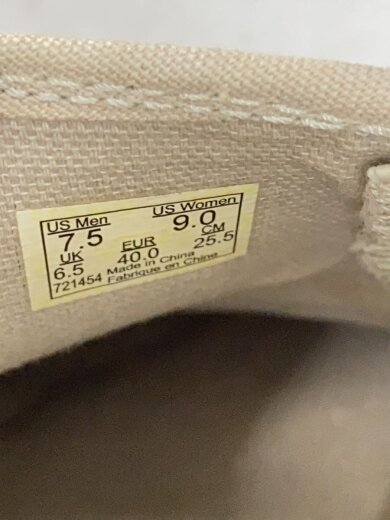 US Men US Women
7.5 9.0
UK EUR CM
6.5 40.0 25.5
721454 Made in China
Fabrique en Chine